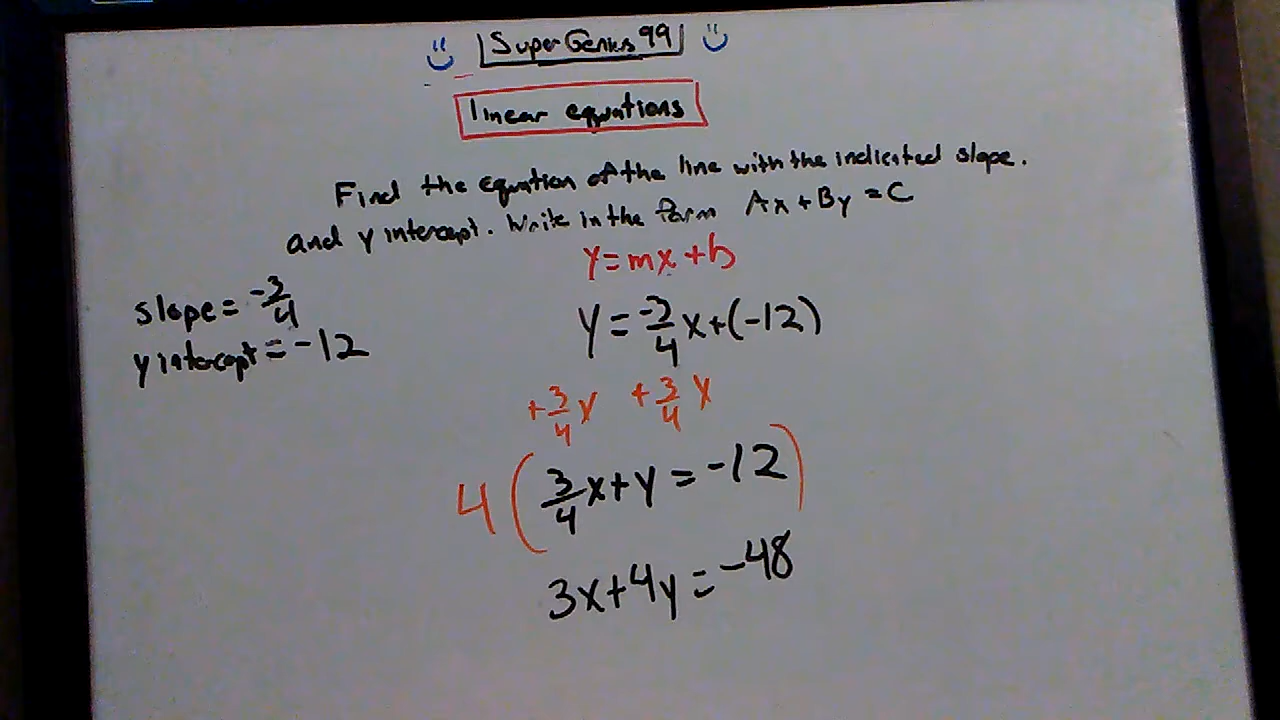 SuperGenius99
linear equations
Find the equation of the line with the indicated slope.
and y intercept. Write in the form Ax + By = C
y = mx + b
slope = -3/4
y = -3/4 x + (-12)
y intercept = -12
+3/4 x +3/4 x
4 ( 3/4 x + y = -12 )
3x + 4y = -48